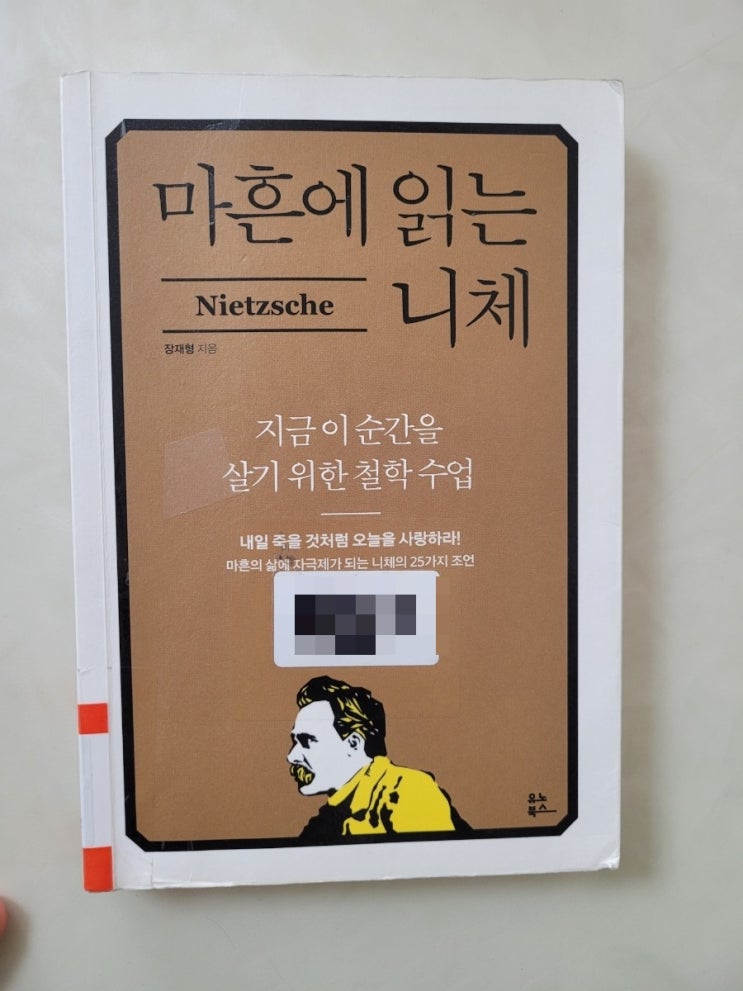 마흔에 읽는
니체
Nietzsche
장재형 지음
지금 이 순간을
살기 위한 철학 수업
내일 죽을 것처럼 오늘을 사랑하라!
마흔의 삶에 자극제가 되는 니체의 25가지 조언
유노
북스